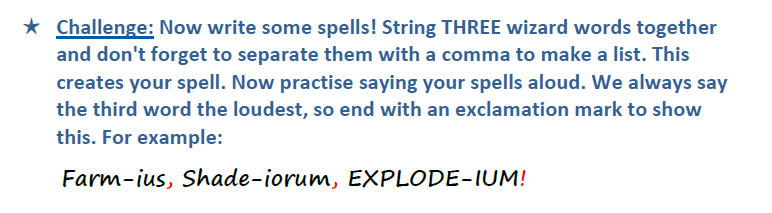 ★ Challenge: Now write some spells! String THREE wizard words together
and don't forget to separate them with a comma to make a list. This
creates your spell. Now practise saying your spells aloud. We always say
the third word the loudest, so end with an exclamation mark to show
this. For example:
Farm-ius, Shade-iorum, EXPLODE-IUM!